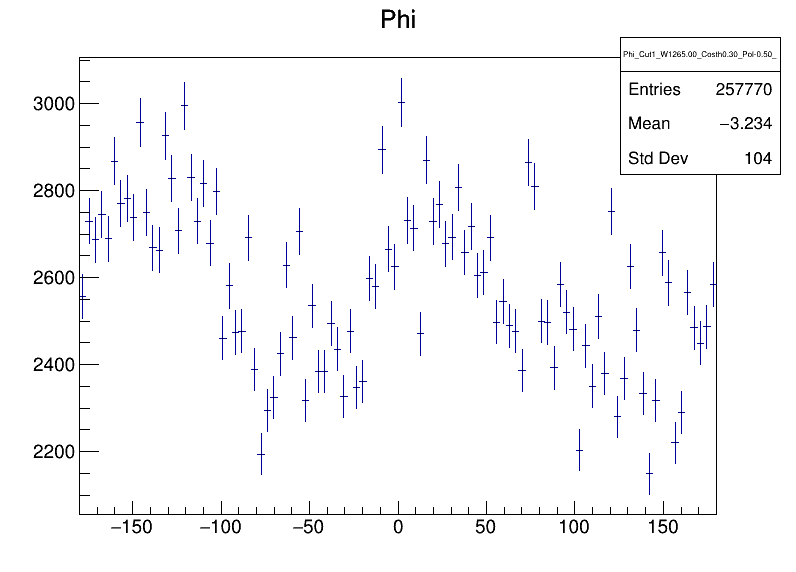 Phi
Phi_Cut1_W1265.00_Costh0.30_Pol-0.50_
Entries 257770
Mean −3.234
Std Dev 104
3000
2800
2600
2400
2200
−150 −100 −50 0 50 100 150